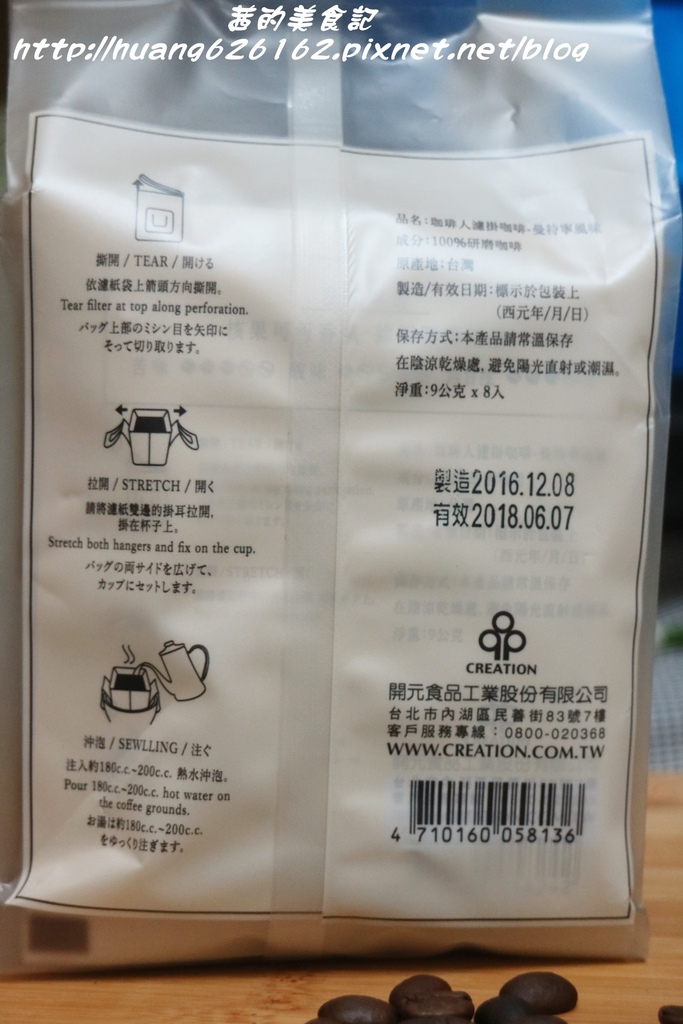 茜的美食記
http://huang626162.pixnet.net/blog
撕開 / TEAR / 開ける
依濾紙袋上箭頭方向撕開。
Tear filter at top along perforation.
バッグ上部のミシン目を矢印に
そって切り取ります。
拉開 / STRETCH / 開く
請將濾紙雙邊的掛耳拉開,
掛在杯子上。
Stretch both hangers and fix on the cup.
バッグの両サイドを広げて、
カップにセットします。
沖泡 / SEWLLING / 注ぐ
注入約180c.c.~200c.c. 熱水沖泡。
Pour 180c.c.~200c.c. hot water on
the coffee grounds.
お湯は約180c.c.~200c.c.
をゆっくり注ぎます。
品名:咖啡人濾掛咖啡-曼特寧風味
成分:100%研磨咖啡
原產地:台灣
製造/有效日期:標示於包裝上
(西元年/月/日)
保存方式:本產品請常溫保存
在陰涼乾燥處, 避免陽光直射或潮濕。
淨重:9公克 x 8入
製造2016.12.08
有效2018.06.07
CREATION
開元食品工業股份有限公司
台北市內湖區民善街83號7樓
客戶服務專線:0800-020368
WWW.CREATION.COM.TW
4 710160 058136